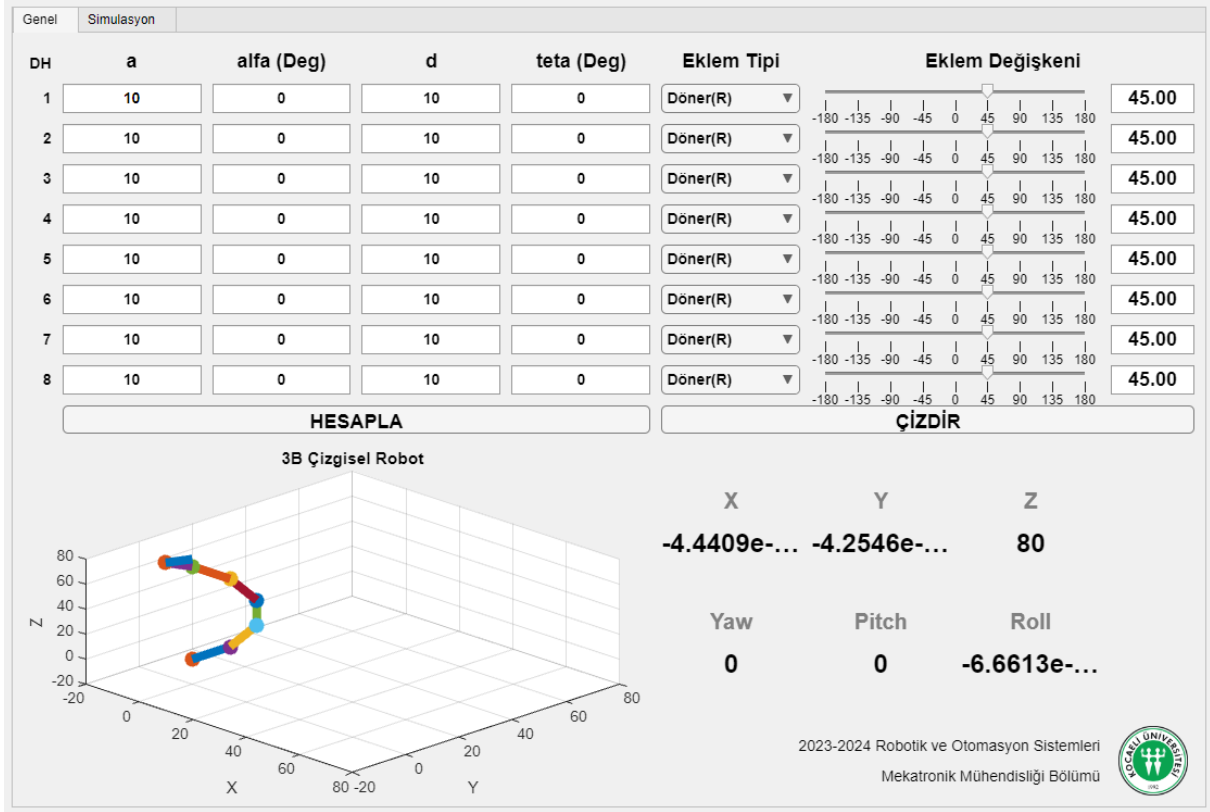 Genel Simulasyon
DH a alfa (Deg) d teta (Deg) Eklem Tipi Eklem Değişkeni
1 10 0 10 0 Döner(R) 45.00
-180 -135 -90 -45 0 45 90 135 180
2 10 0 10 0 Döner(R) 45.00
-180 -135 -90 -45 0 45 90 135 180
3 10 0 10 0 Döner(R) 45.00
-180 -135 -90 -45 0 45 90 135 180
4 10 0 10 0 Döner(R) 45.00
-180 -135 -90 -45 0 45 90 135 180
5 10 0 10 0 Döner(R) 45.00
-180 -135 -90 -45 0 45 90 135 180
6 10 0 10 0 Döner(R) 45.00
-180 -135 -90 -45 0 45 90 135 180
7 10 0 10 0 Döner(R) 45.00
-180 -135 -90 -45 0 45 90 135 180
8 10 0 10 0 Döner(R) 45.00
-180 -135 -90 -45 0 45 90 135 180
HESAPLA ÇİZDİR
3B Çizgisel Robot
80
60
40
20
0
-20
Z
-20 0 20 40 60 80
X
-20 0 20 40 60 80
Y
X Y Z
-4.4409e-... -4.2546e-... 80
Yaw Pitch Roll
0 0 -6.6613e-...
2023-2024 Robotik ve Otomasyon Sistemleri
Mekatronik Mühendisliği Bölümü
KOCAELİ ÜNİVERSİTESİ
1992